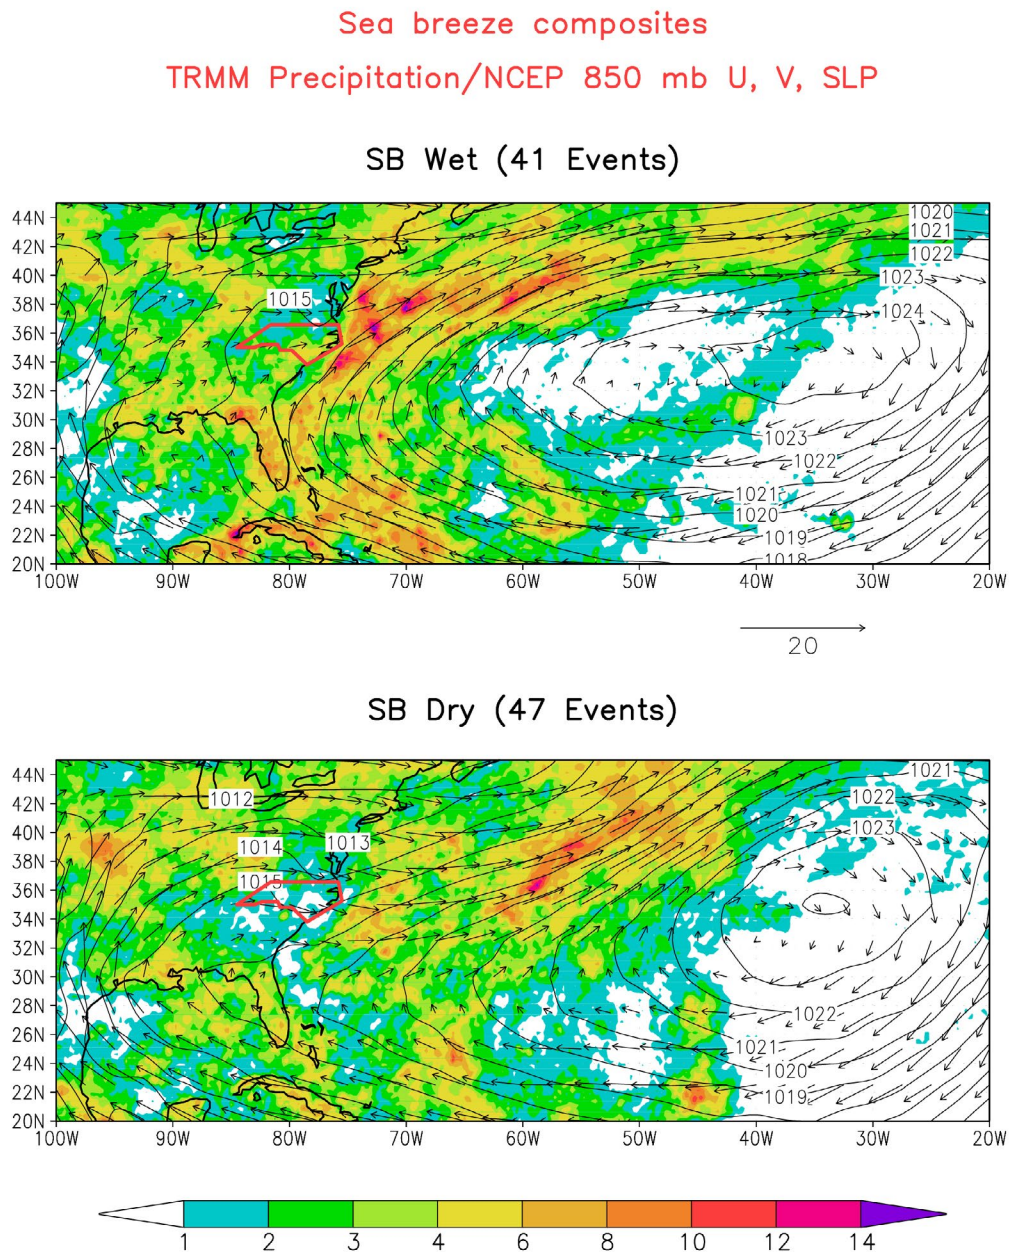 Sea breeze composites
TRMM Precipitation/NCEP 850 mb U, V, SLP
SB Wet (41 Events)
44N
1020
1021
42N
1022
40N
1023
38N
1015
1024
36N
34N
32N
30N
1023
28N
1022
26N
1021
24N
1020
22N
1019
1018
20N
100W 90W 80W 70W 60W 50W 40W 30W 20W
20
SB Dry (47 Events)
44N
1021
1022
42N
1012
1023
40N
1014
1013
38N
1015
36N
34N
32N
30N
28N
1022
26N
1021
24N
1020
22N
1019
20N
100W 90W 80W 70W 60W 50W 40W 30W 20W
1 2 3 4 6 8 10 12 14